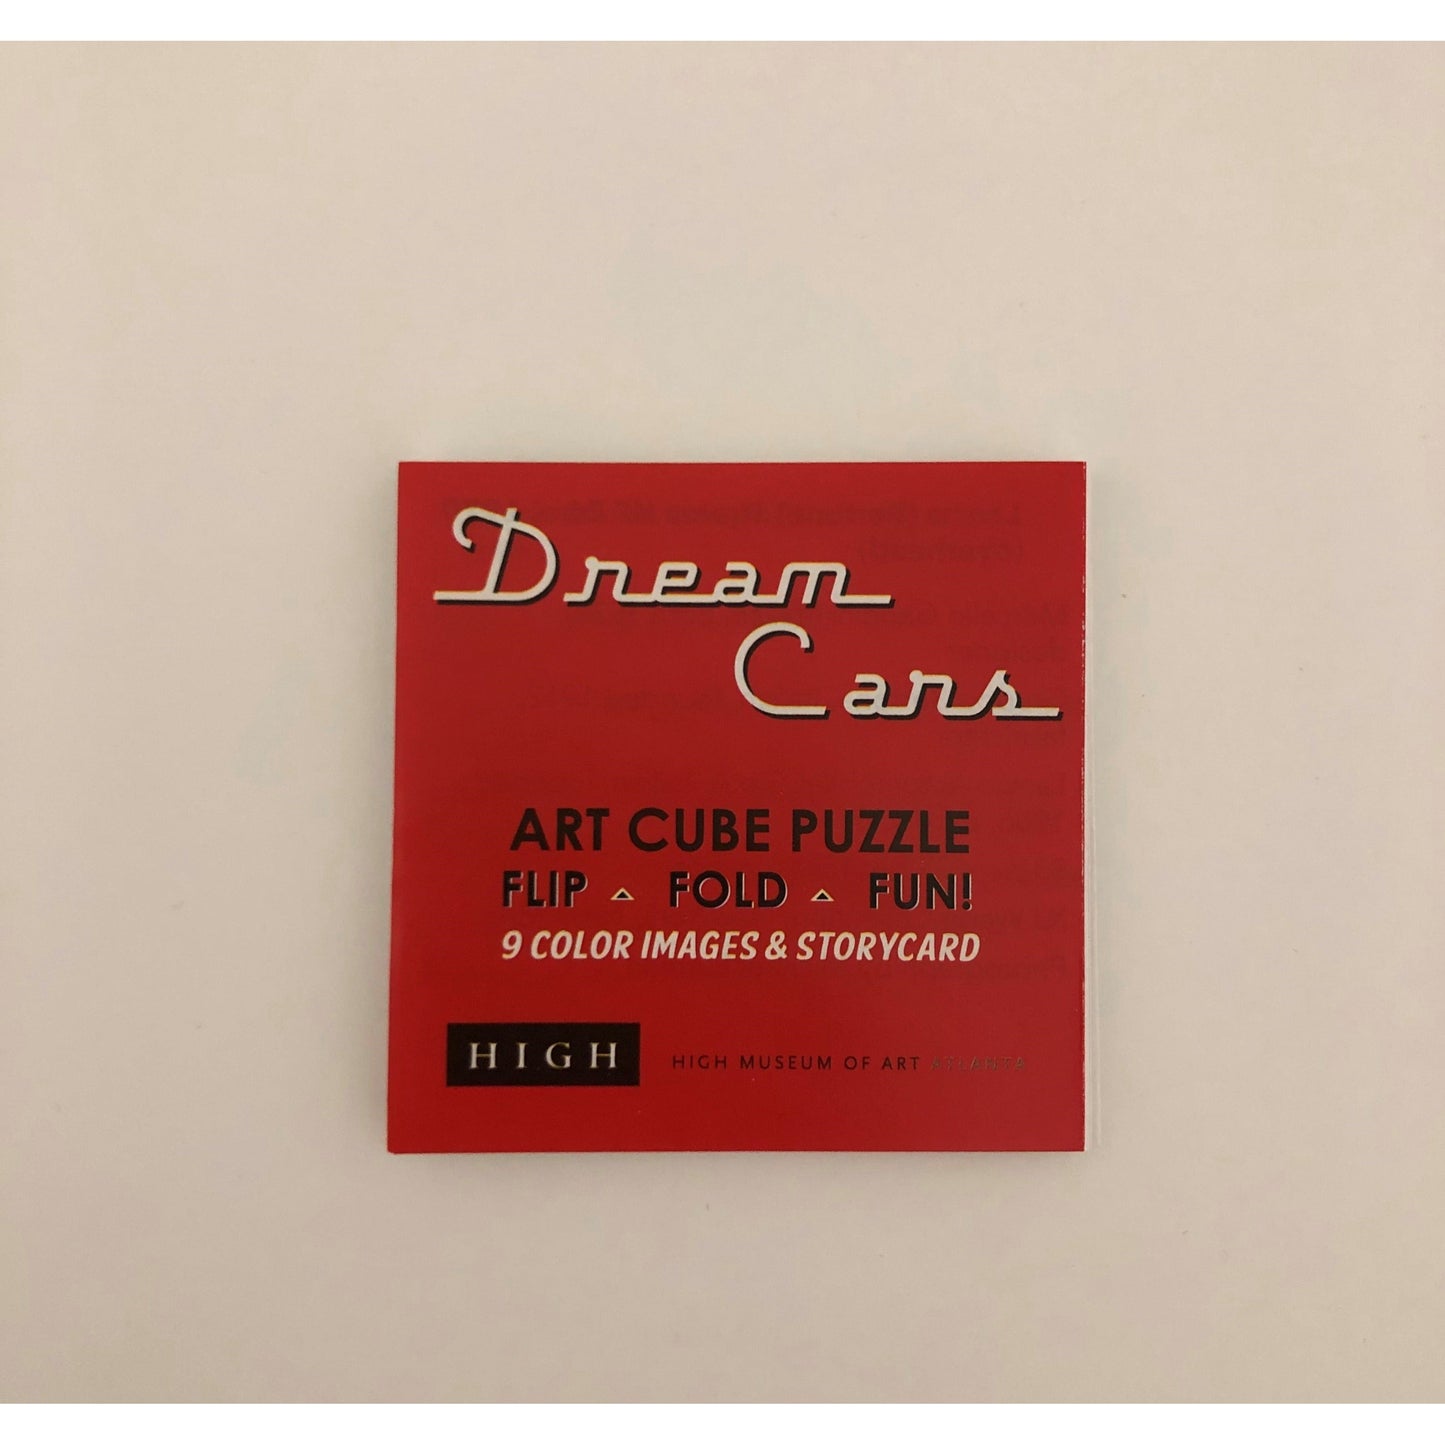 Dream
Cars
ART CUBE PUZZLE
FLIP ▲ FOLD ▲ FUN!
9 COLOR IMAGES & STORYCARD
HIGH
HIGH MUSEUM OF ART ATLANTA